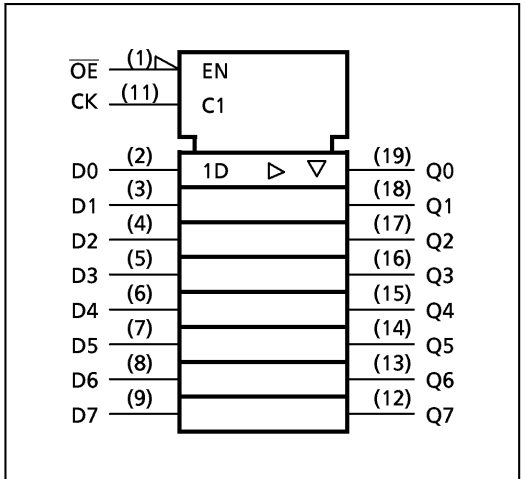 OE (1) EN
CK (11) C1
D0 (2) 1D (19) Q0
D1 (3) (18) Q1
D2 (4) (17) Q2
D3 (5) (16) Q3
D4 (6) (15) Q4
D5 (7) (14) Q5
D6 (8) (13) Q6
D7 (9) (12) Q7